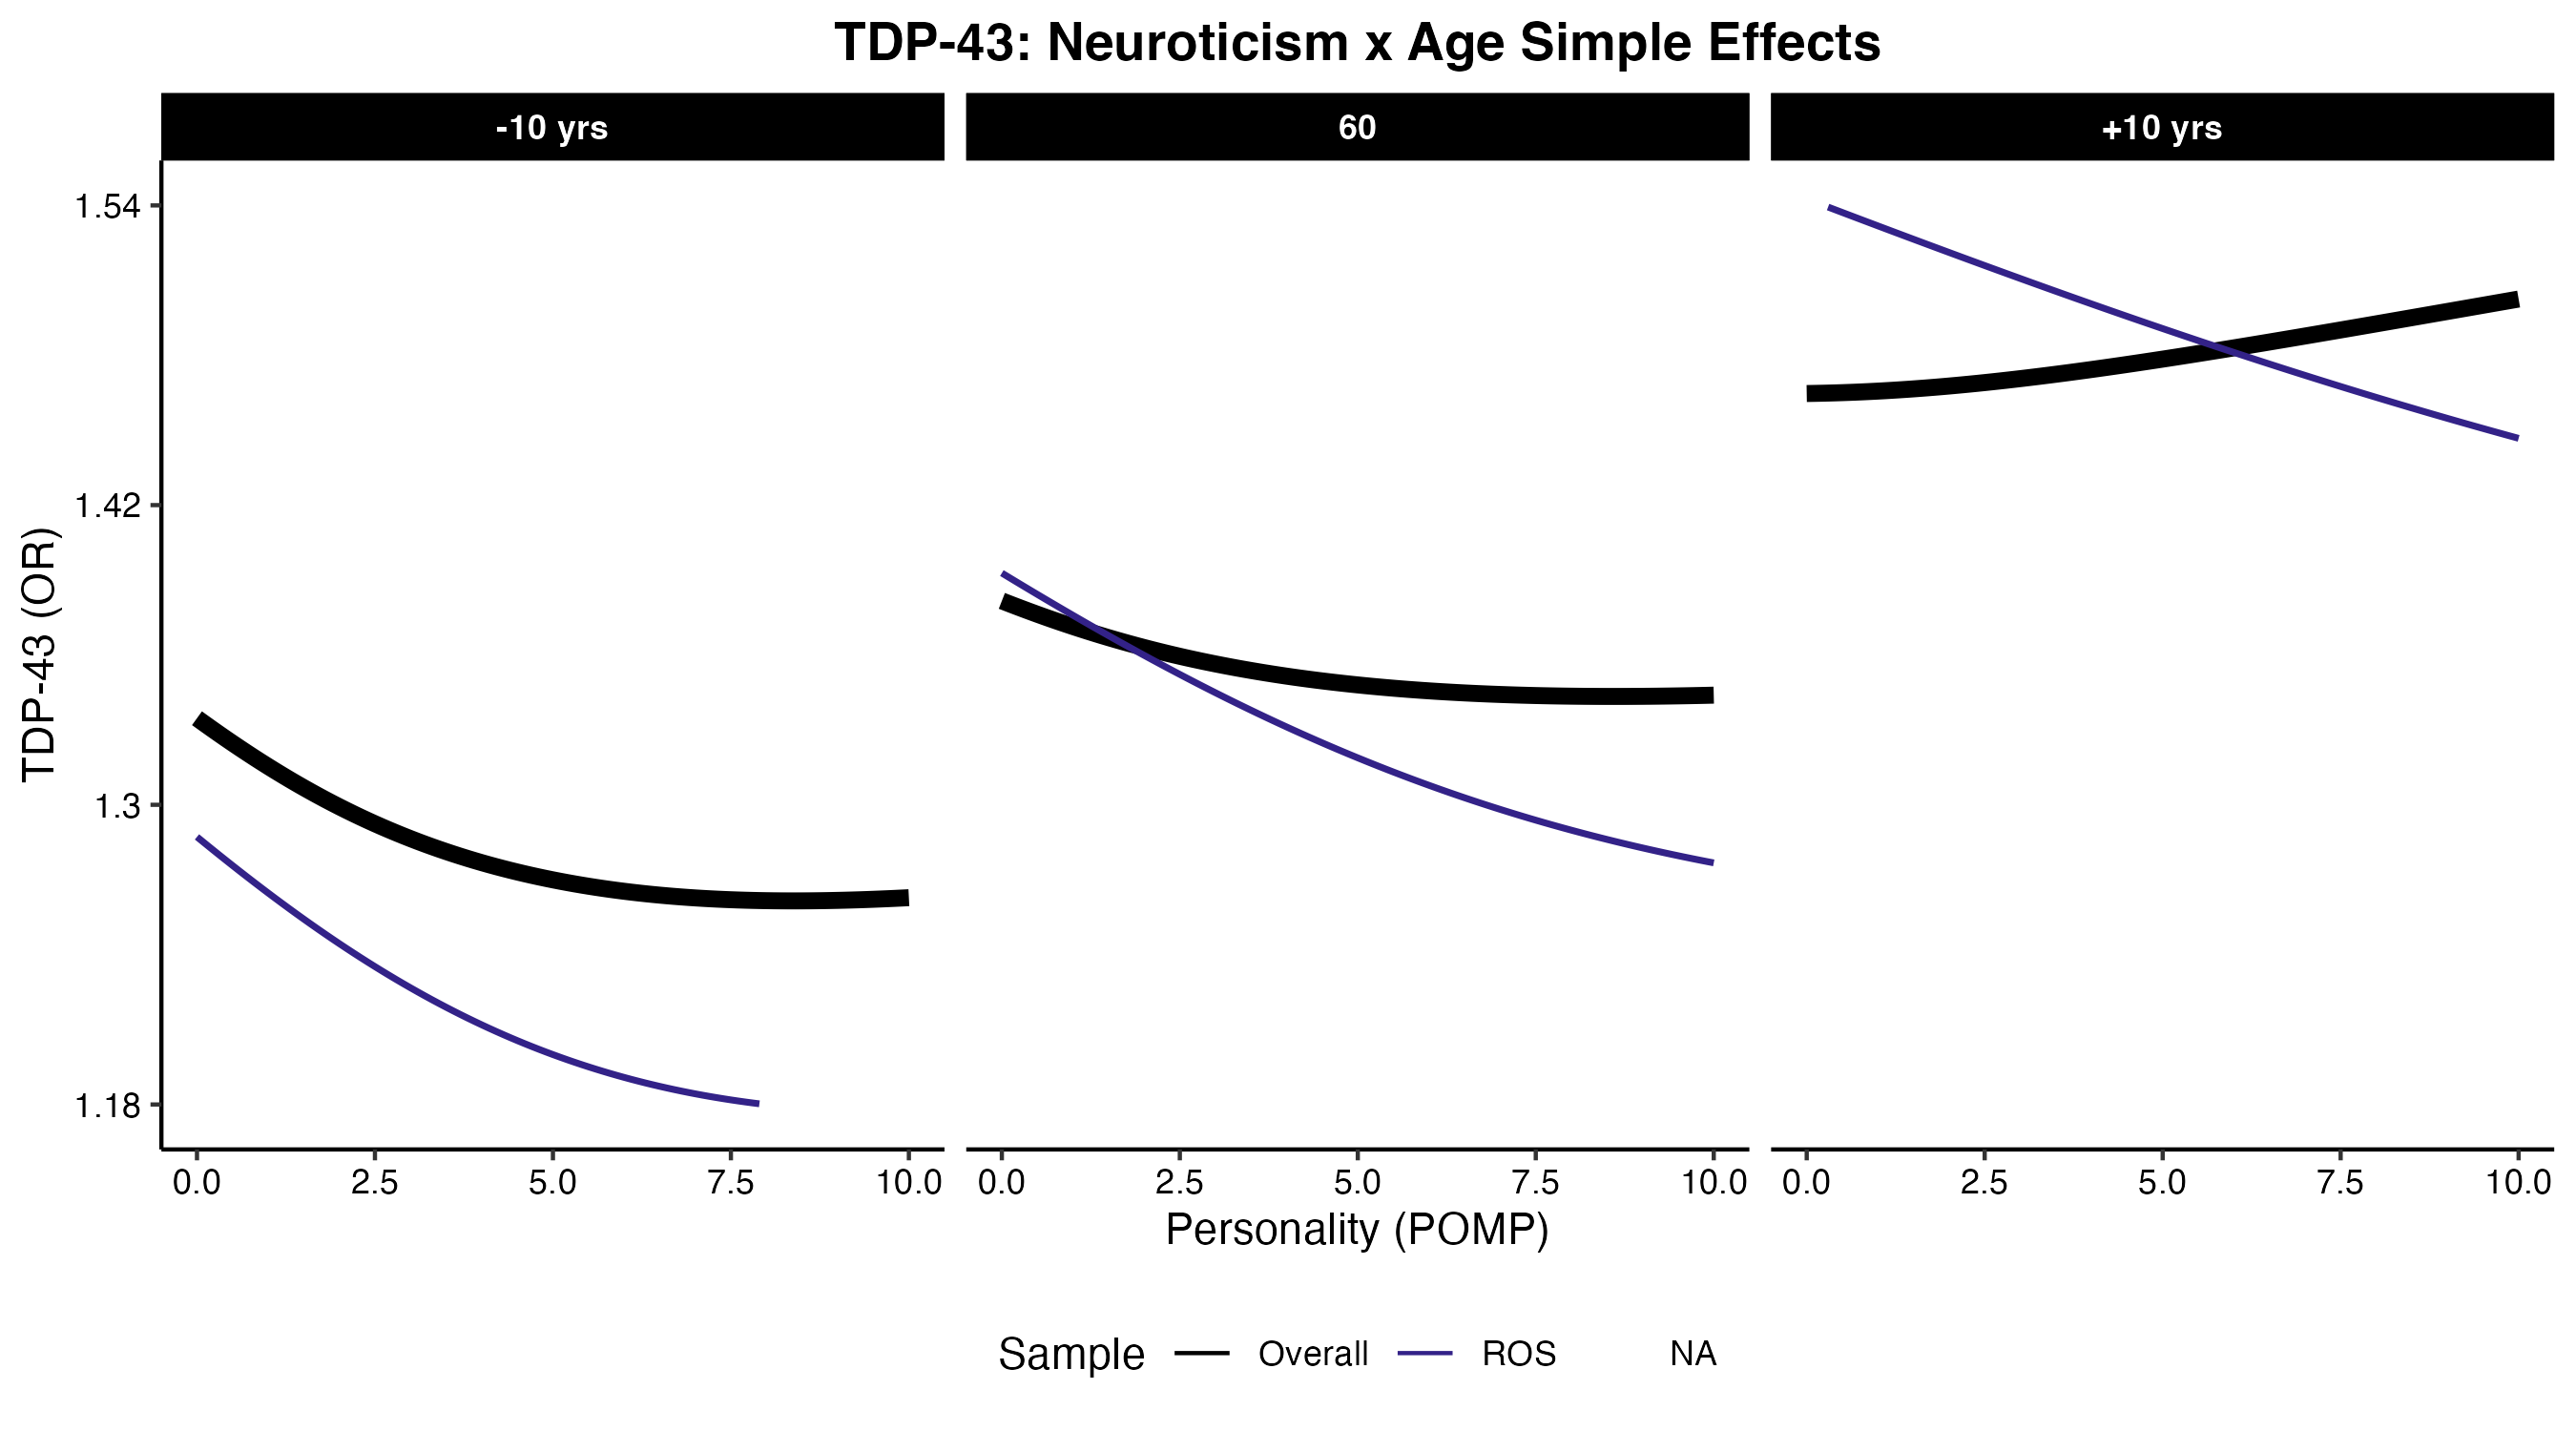 TDP-43: Neuroticism x Age Simple Effects
-10 yrs
60
+10 yrs
TDP-43 (OR)
1.54
1.42
1.3
1.18
0.0 2.5 5.0 7.5 10.0
0.0 2.5 5.0 7.5 10.0
0.0 2.5 5.0 7.5 10.0
Personality (POMP)
Sample Overall ROS NA